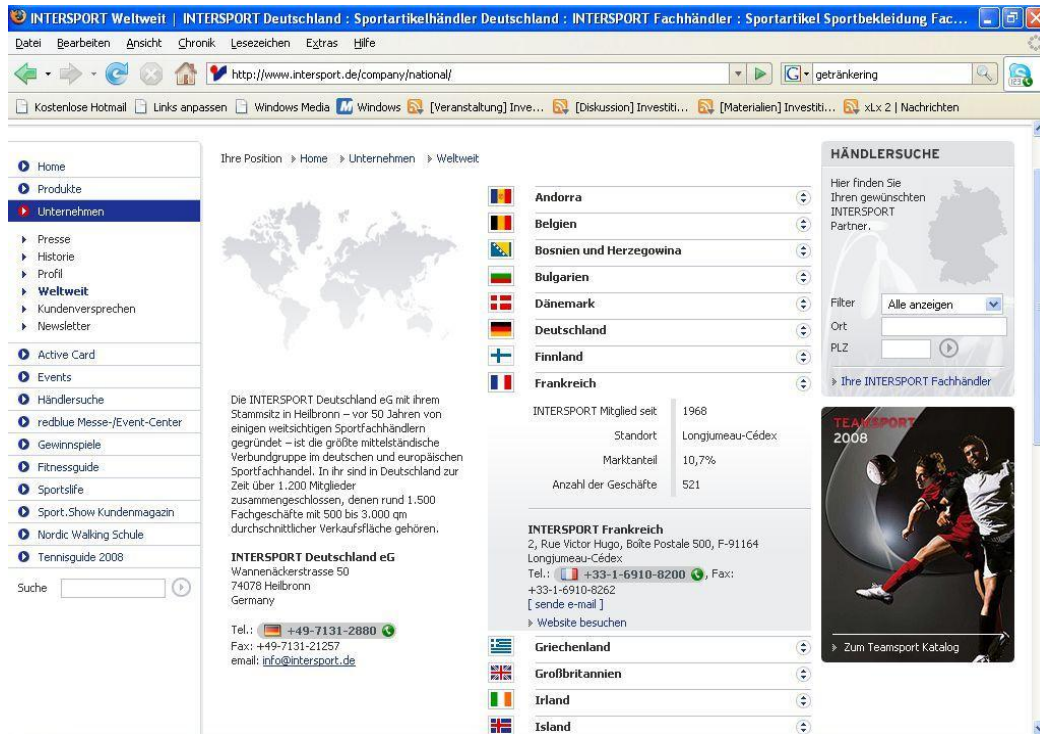 INTERSPORT Weltweit | INTERSPORT Deutschland : Sportartikelhändler Deutschland : INTERSPORT Fachhändler : Sportartikel Sportbekleidung Fac...
Datei Bearbeiten Ansicht Chronik Lesezeichen Extras Hilfe
http://www.intersport.de/company/national/
G getränkering
Kostenlose Hotmail Links anpassen Windows Media Windows [Veranstaltung] Inve... [Diskussion] Investiti... [Materialien] Investiti... xLx 2 | Nachrichten
Home
Produkte
Unternehmen
Presse
Historie
Profil
Weltweit
Kundenversprechen
Newsletter
Active Card
Events
Händlersuche
redblue Messe-/Event-Center
Gewinnspiele
Fitnessguide
Sportslife
Sport.Show Kundenmagazin
Nordic Walking Schule
Tennisguide 2008
Suche
Ihre Position Home Unternehmen Weltweit
Die INTERSPORT Deutschland eG mit ihrem
Stammsitz in Heilbronn – vor 50 Jahren von
einigen weitsichtigen Sportfachhändlern
gegründet – ist die größte mittelständische
Verbundgruppe im deutschen und europäischen
Sportfachhandel. In ihr sind in Deutschland zur
Zeit über 1.200 Mitglieder
zusammengeschlossen, denen rund 1.500
Fachgeschäfte mit 500 bis 3.000 qm
durchschnittlicher Verkaufsfläche gehören.
INTERSPORT Deutschland eG
Wannenäckerstrasse 50
74078 Heilbronn
Germany
Tel.: +49-7131-2880
Fax: +49-7131-21257
email: info@intersport.de
Andorra
Belgien
Bosnien und Herzegowina
Bulgarien
Dänemark
Deutschland
Finnland
Frankreich
INTERSPORT Mitglied seit 1968
Standort Longjumeau-Cédex
Marktanteil 10,7%
Anzahl der Geschäfte 521
INTERSPORT Frankreich
2, Rue Victor Hugo, Boîte Postale 500, F-91164
Longjumeau-Cédex
Tel.: +33-1-6910-8200, Fax:
+33-1-6910-8262
[ sende e-mail ]
Website besuchen
Griechenland
Großbritannien
Irland
Island
HÄNDLERSUCHE
Hier finden Sie
Ihren gewünschten
INTERSPORT
Partner.
Filter Alle anzeigen
Ort
PLZ
Ihre INTERSPORT Fachhändler
TEAMSPORT
2008
Zum Teamsport Katalog